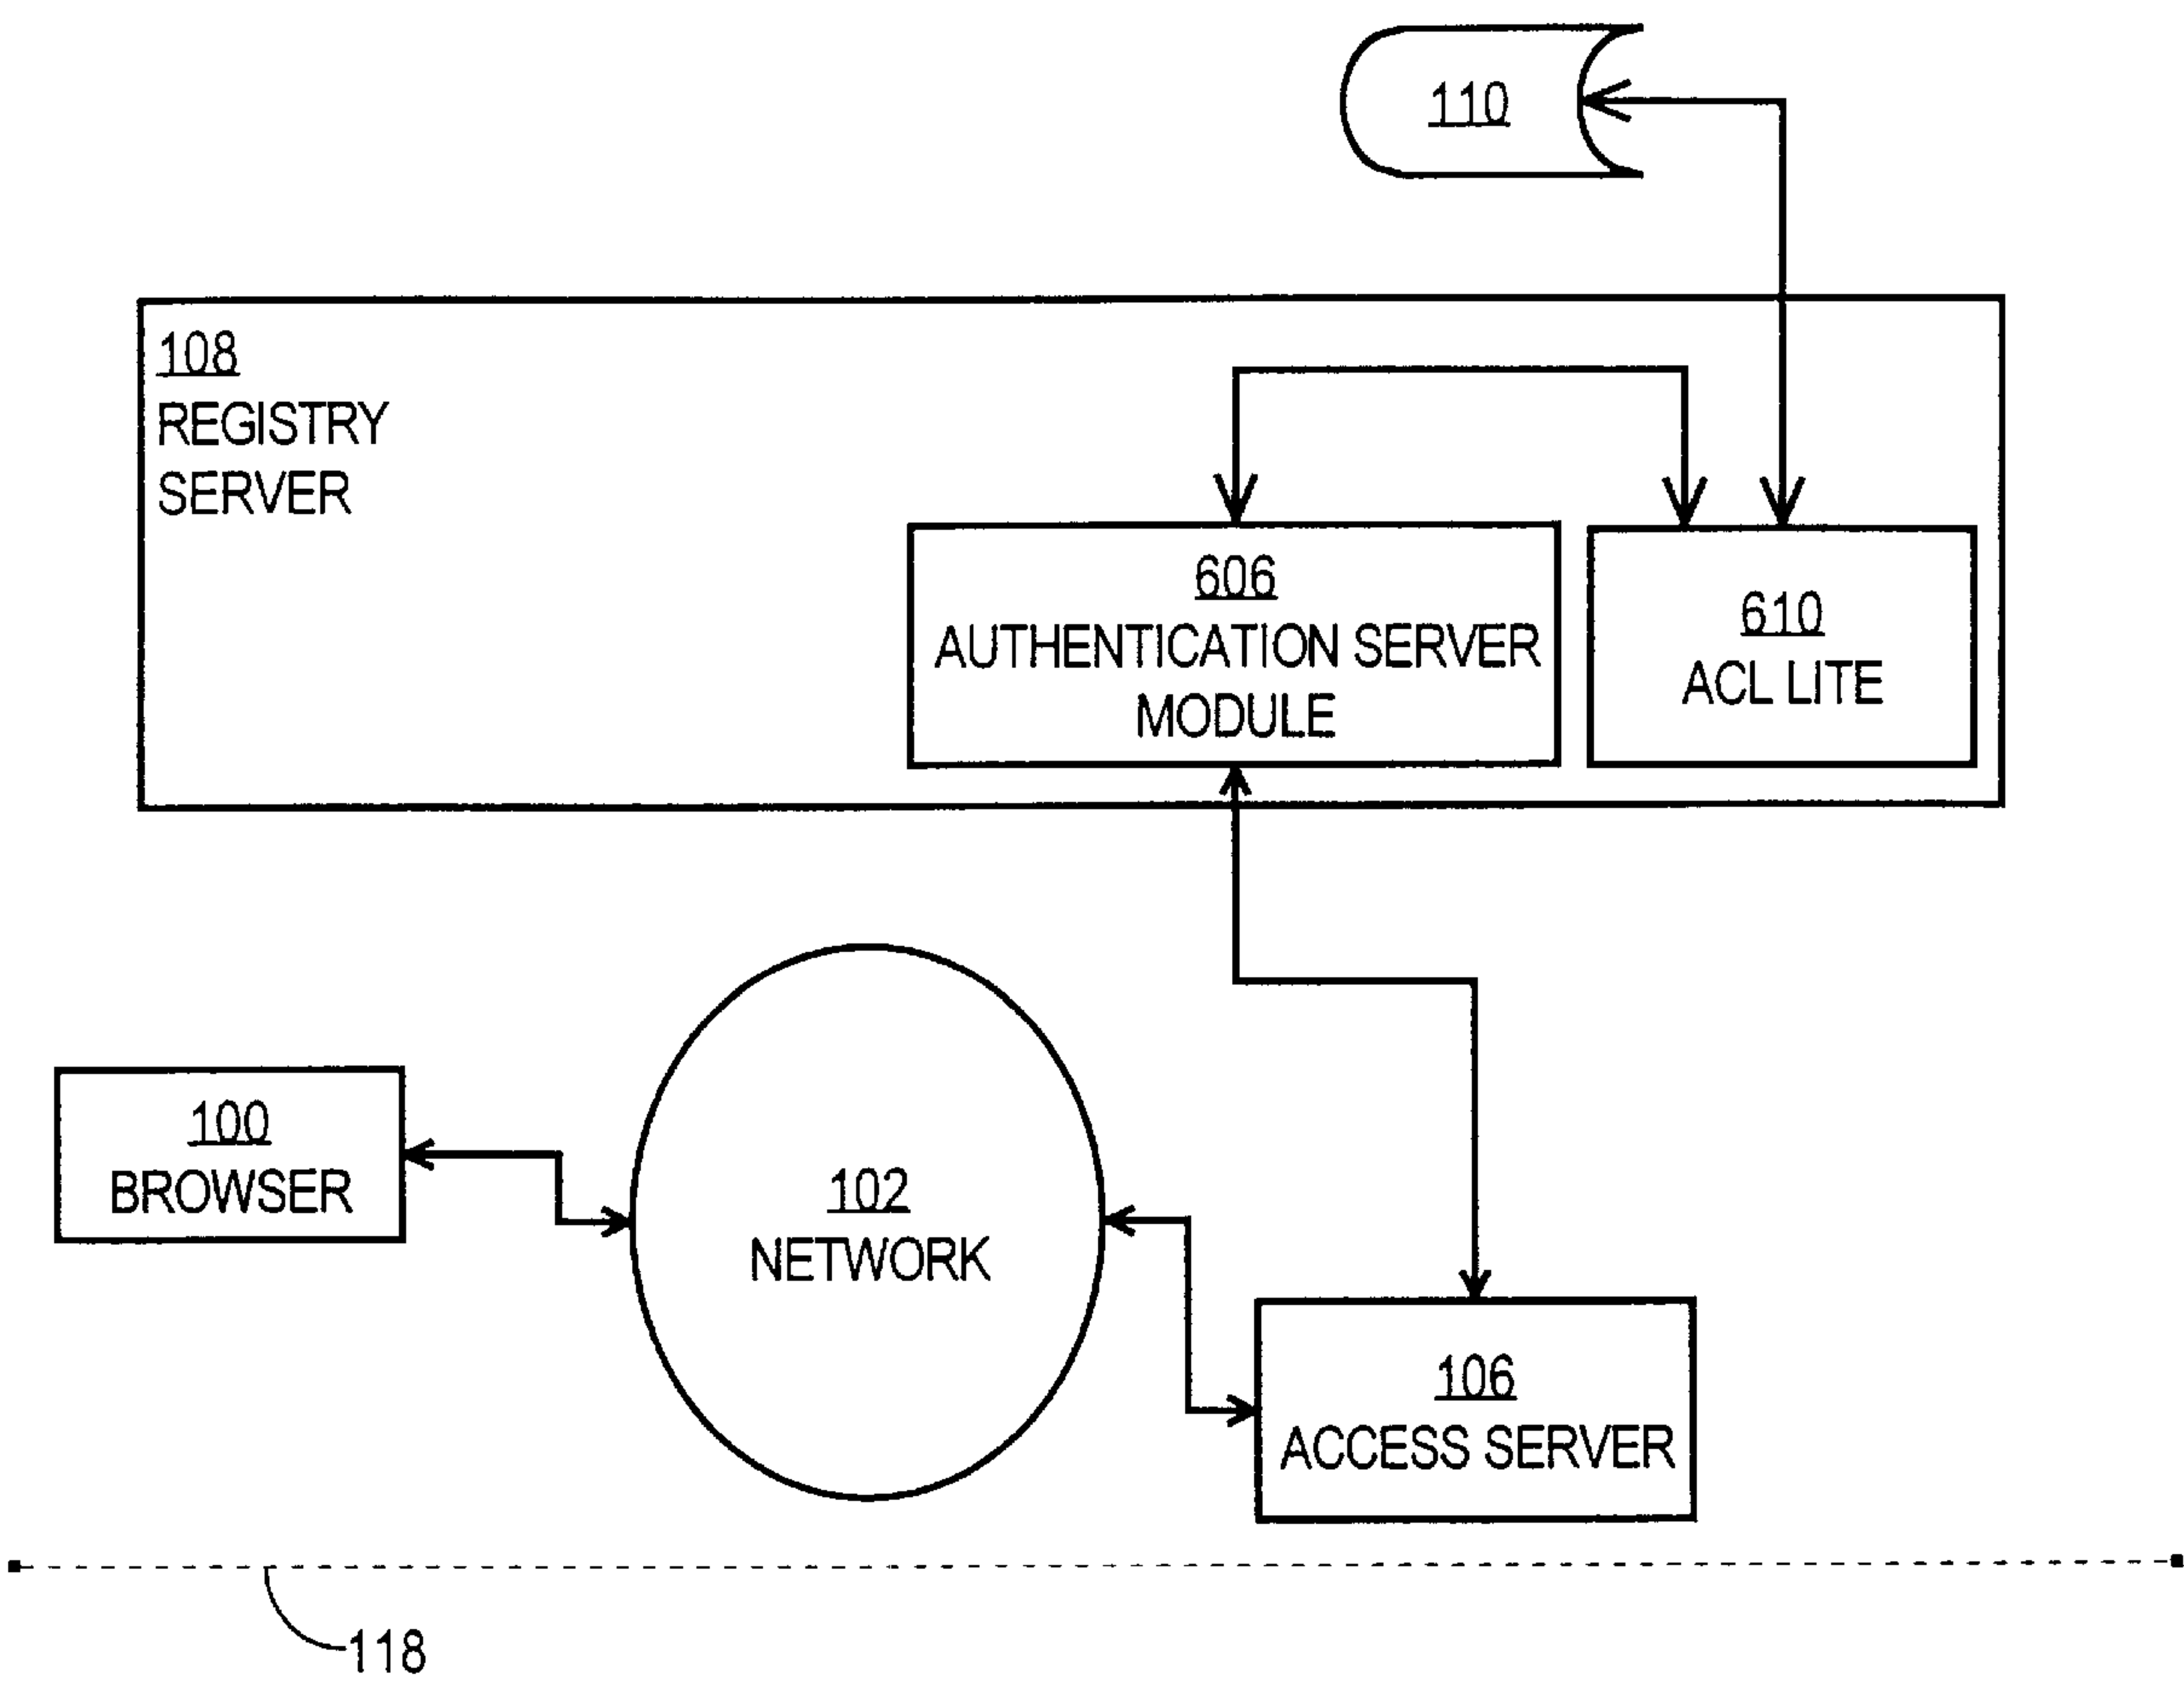 110
108
REGISTRY
SERVER
606
AUTHENTICATION SERVER
MODULE
610
ACL LITE
100
BROWSER
102
NETWORK
106
ACCESS SERVER
118